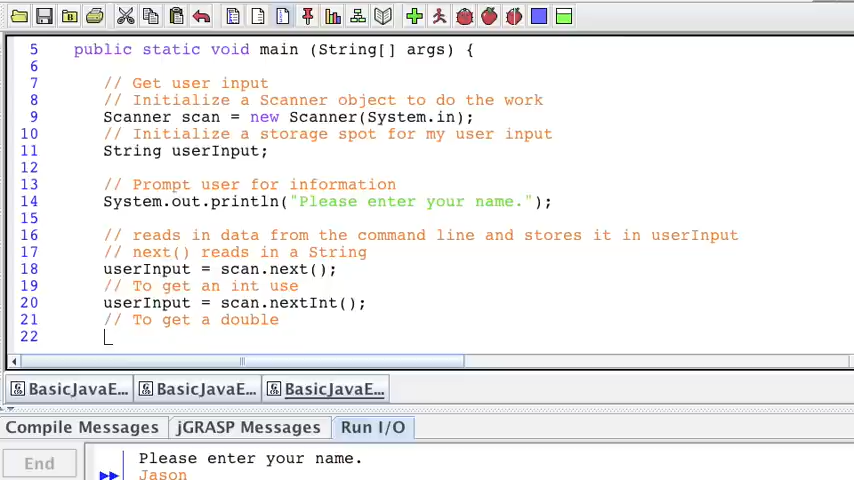 5 public static void main (String[] args) {
6
7 // Get user input
8 // Initialize a Scanner object to do the work
9 Scanner scan = new Scanner(System.in);
10 // Initialize a storage spot for my user input
11 String userInput;
12
13 // Prompt user for information
14 System.out.println("Please enter your name.");
15
16 // reads in data from the command line and stores it in userInput
17 // next() reads in a String
18 userInput = scan.next();
19 // To get an int use
20 userInput = scan.nextInt();
21 // To get a double
22
BasicJavaE... BasicJavaE... BasicJavaE...
Compile Messages jGRASP Messages Run I/O
End
Please enter your name.
Jason